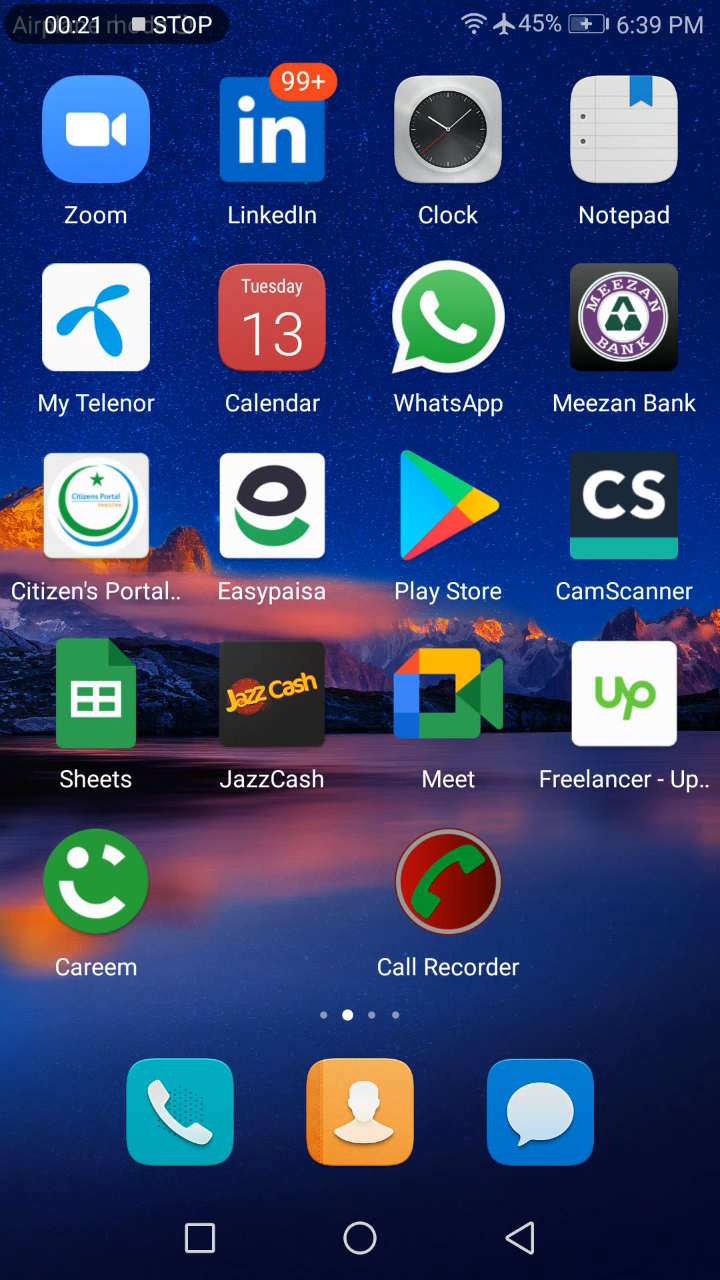 00:21 STOP 45% 6:39 PM
99+
in
Zoom LinkedIn Clock Notepad
Tuesday
13
MEEZAN
BANK
My Telenor Calendar WhatsApp Meezan Bank
Citizens Portal
PAKISTAN
CS
Citizen's Portal.. Easypaisa Play Store CamScanner
JazzCash
Up
Sheets JazzCash Meet Freelancer - Up..
Careem Call Recorder